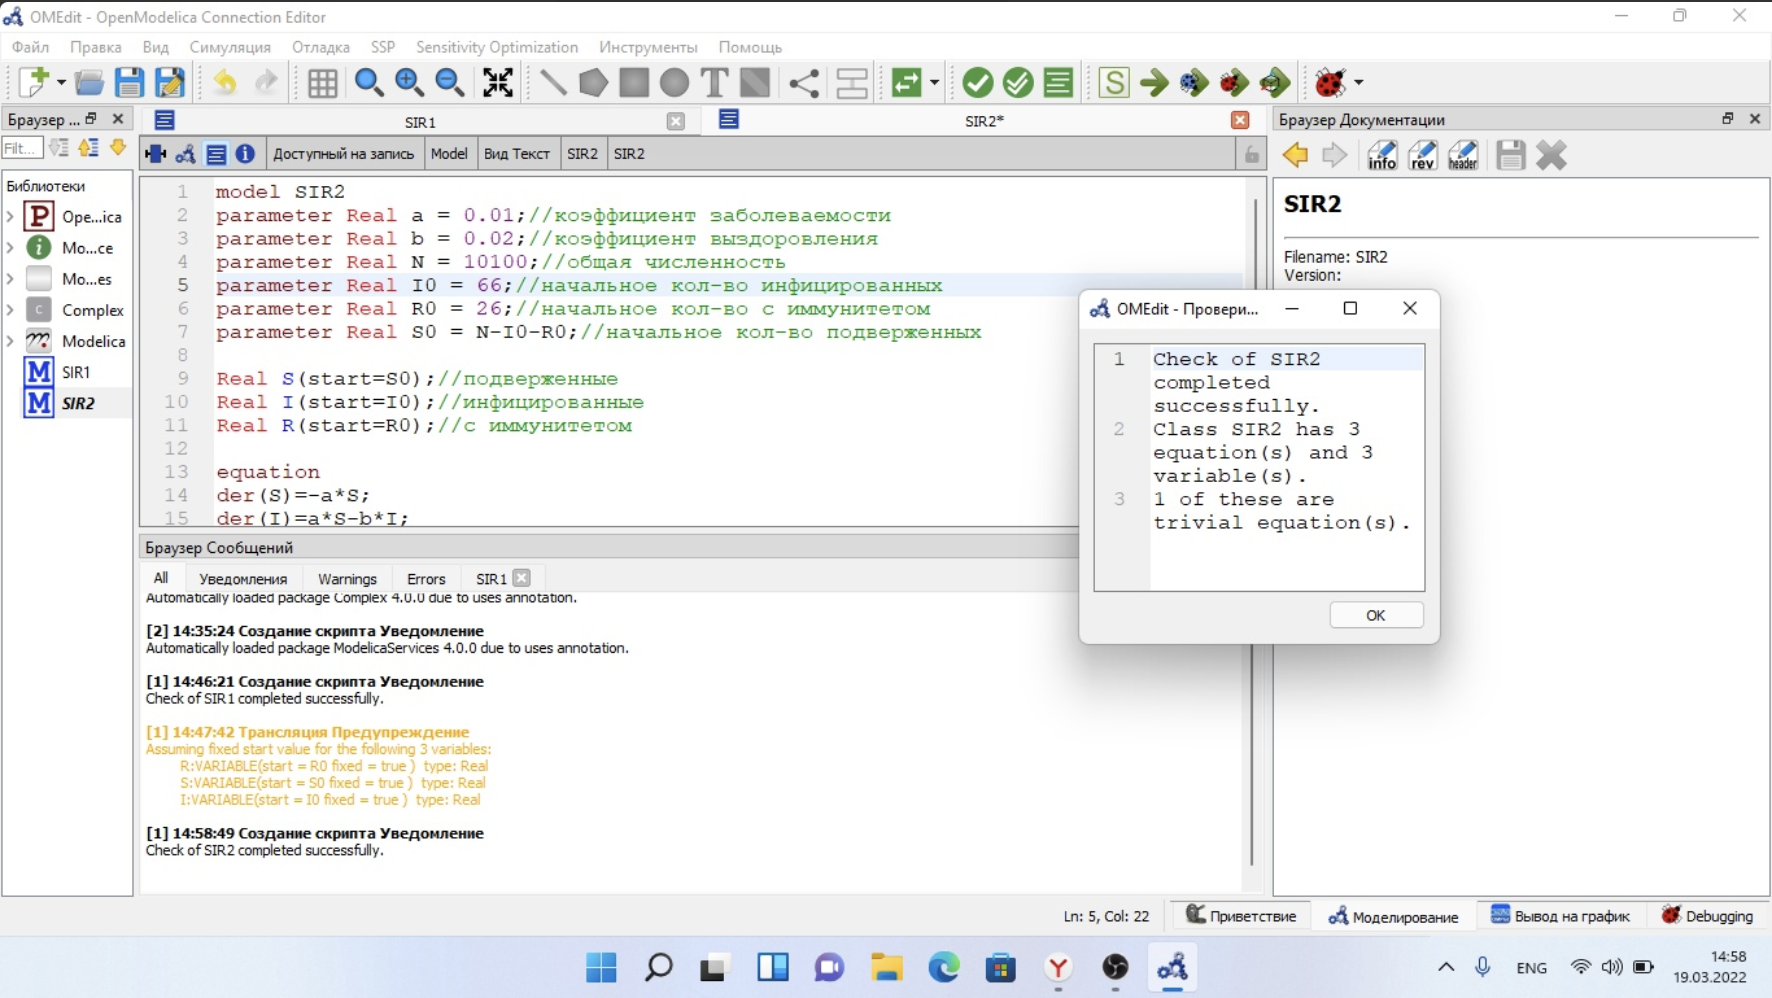 OMEdit - OpenModelica Connection Editor
Файл Правка Вид Симуляция Отладка SSP Sensitivity Optimization Инструменты Помощь
Браузер ...
SIR1
SIR2*
Браузер Документации
Filt...
Доступный на запись Model Вид Текст SIR2 SIR2
info rev header
Библиотеки
Ope...ica
Mo...ce
Mo...es
Complex
Modelica
SIR1
SIR2
1 model SIR2
2 parameter Real a = 0.01;//коэффициент заболеваемости
3 parameter Real b = 0.02;//коэффициент выздоровления
4 parameter Real N = 10100;//общая численность
5 parameter Real I0 = 66;//начальное кол-во инфицированных
6 parameter Real R0 = 26;//начальное кол-во с иммунитетом
7 parameter Real S0 = N-I0-R0;//начальное кол-во подверженных
8
9 Real S(start=S0);//подверженные
10 Real I(start=I0);//инфицированные
11 Real R(start=R0);//с иммунитетом
12
13 equation
14 der(S)=-a*S;
15 der(I)=a*S-b*I;
SIR2
Filename: SIR2
Version:
OMEdit - Провери...
1 Check of SIR2
completed
successfully.
2 Class SIR2 has 3
equation(s) and 3
variable(s).
3 1 of these are
trivial equation(s).
OK
Браузер Сообщений
All Уведомления Warnings Errors SIR1
Automatically loaded package Complex 4.0.0 due to uses annotation.
[2] 14:35:24 Создание скрипта Уведомление
Automatically loaded package ModelicaServices 4.0.0 due to uses annotation.
[1] 14:46:21 Создание скрипта Уведомление
Check of SIR1 completed successfully.
[1] 14:47:42 Трансляция Предупреждение
Assuming fixed start value for the following 3 variables:
R:VARIABLE(start = R0 fixed = true ) type: Real
S:VARIABLE(start = S0 fixed = true ) type: Real
I:VARIABLE(start = I0 fixed = true ) type: Real
[1] 14:58:49 Создание скрипта Уведомление
Check of SIR2 completed successfully.
Ln: 5, Col: 22
Приветствие Моделирование Вывод на график Debugging
ENG
14:58
19.03.2022